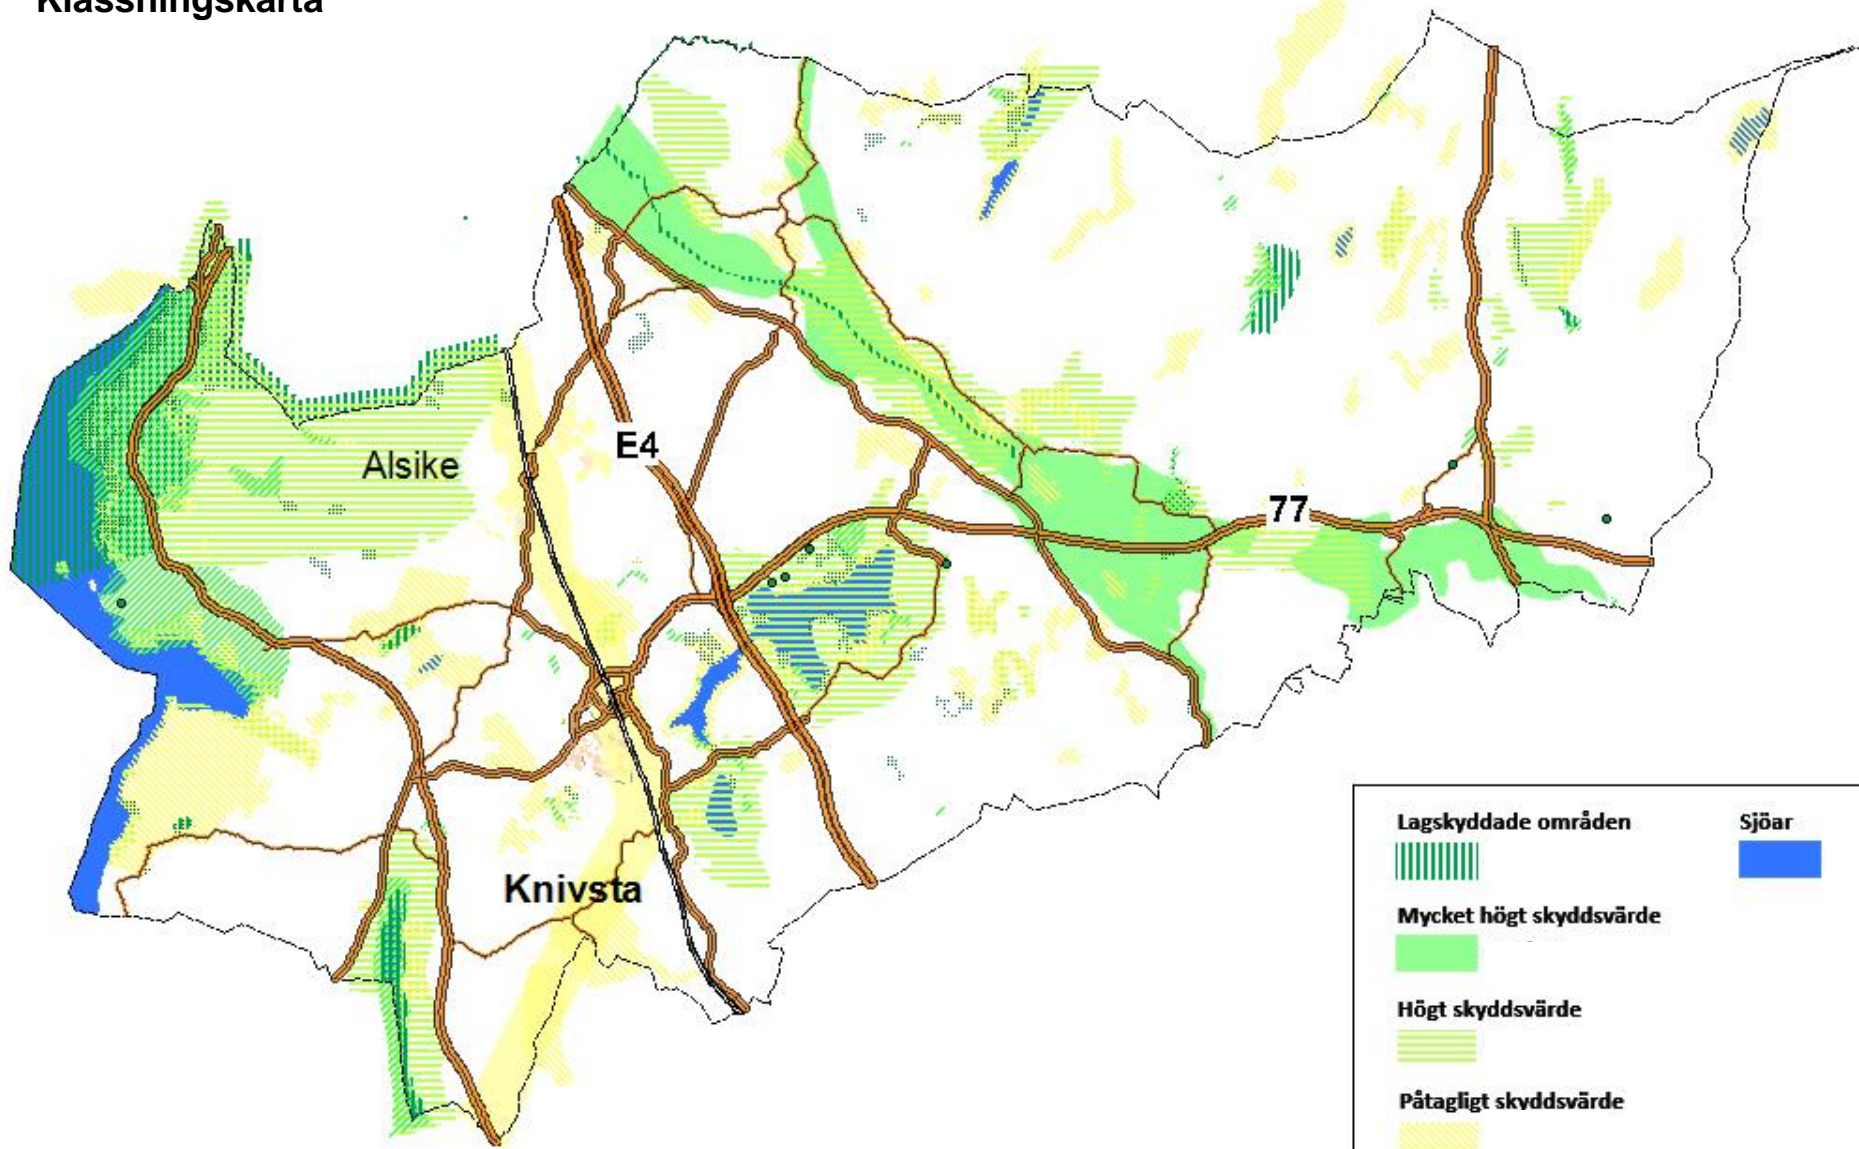 Klassningskarta
Alsike
E4
77
Knivsta
Lagskyddade områden
Sjöar
Mycket högt skyddsvärde
Högt skyddsvärde
Påtagligt skyddsvärde